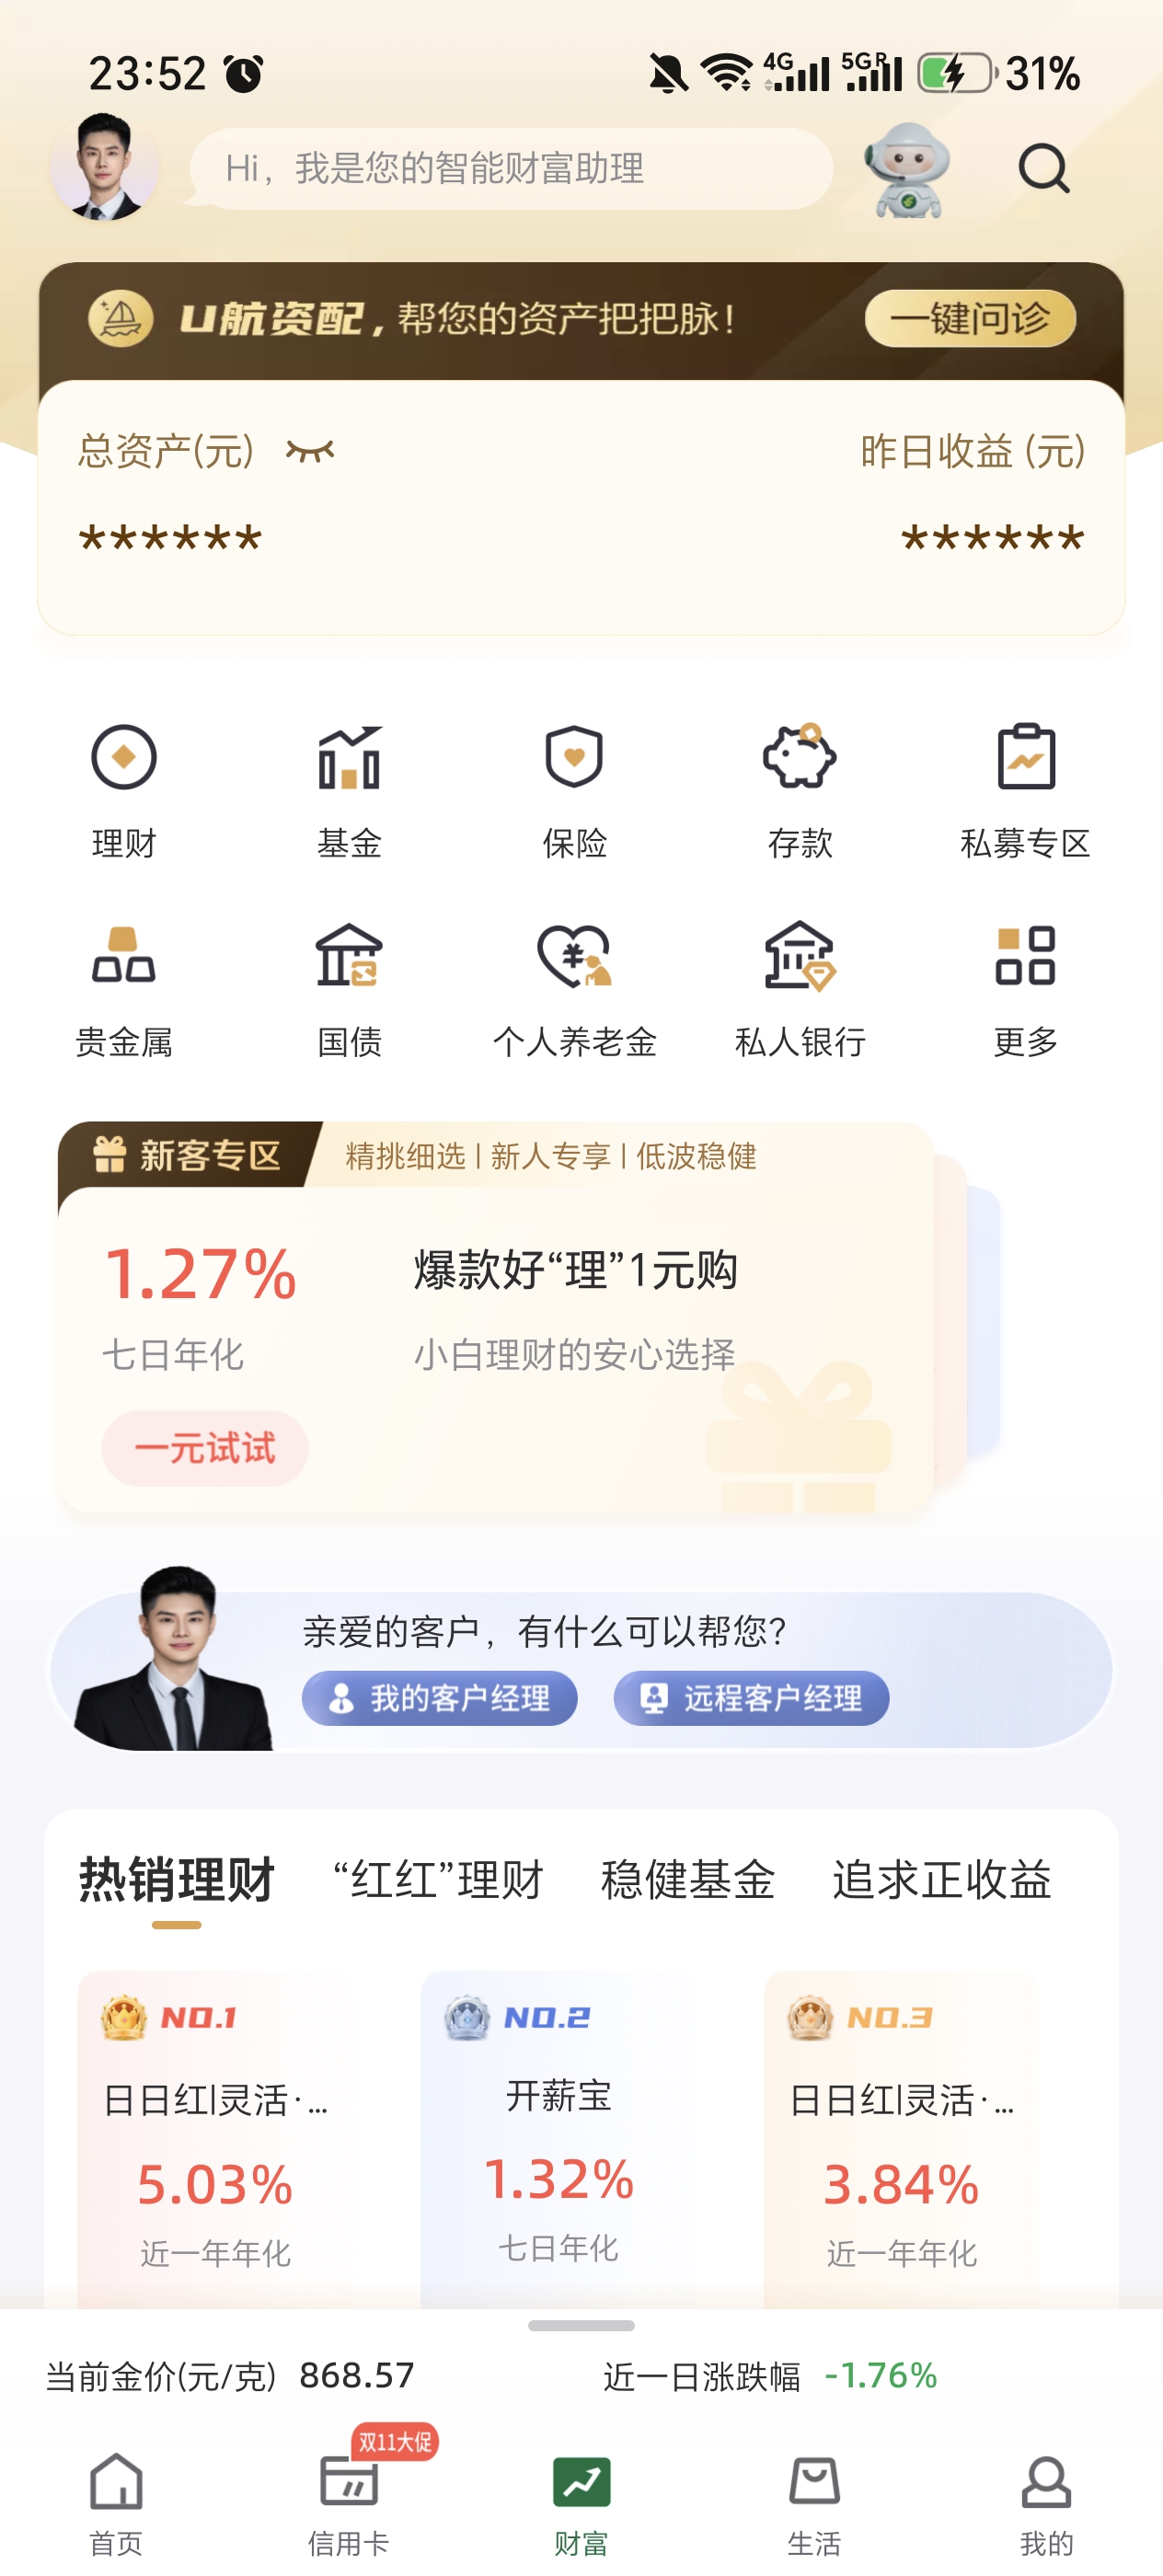 23:52
4G 5G R 31%
Hi，我是您的智能财富助理
U航资配，帮您的资产把把脉！ 一键问诊
总资产(元) 昨日收益 (元)
****** ******
理财 基金 保险 存款 私募专区
贵金属 国债 个人养老金 私人银行 更多
新客专区 精挑细选 | 新人专享 | 低波稳健
1.27% 爆款好“理”1元购
七日年化 小白理财的安心选择
一元试试
亲爱的客户，有什么可以帮您？
我的客户经理 远程客户经理
热销理财 “红红”理财 稳健基金 追求正收益
NO.1 NO.2 NO.3
日日红|灵活·... 开薪宝 日日红|灵活·...
5.03% 1.32% 3.84%
近一年年化 七日年化 近一年年化
当前金价(元/克) 868.57 近一日涨跌幅 -1.76%
双11大促
首页 信用卡 财富 生活 我的